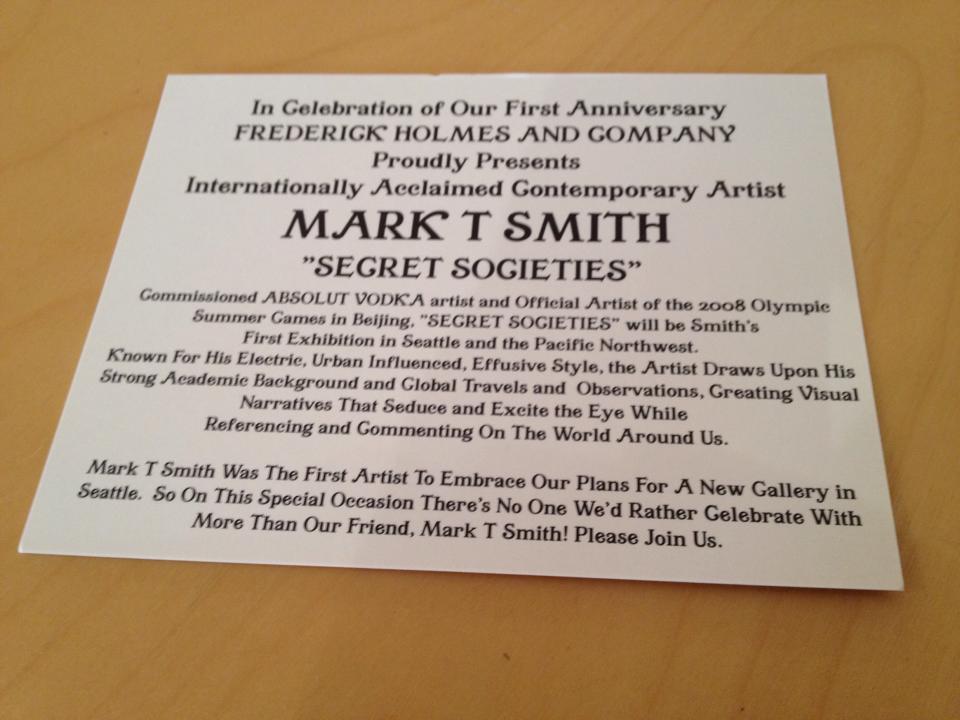 In Celebration of Our First Anniversary
FREDERICK HOLMES AND COMPANY
Proudly Presents
Internationally Acclaimed Contemporary Artist
MARK T SMITH
"SECRET SOCIETIES"
Commissioned ABSOLUT VODKA artist and Official Artist of the 2008 Olympic
Summer Games in Beijing, "SECRET SOCIETIES" will be Smith's
First Exhibition in Seattle and the Pacific Northwest.
Known For His Electric, Urban Influenced, Effusive Style, the Artist Draws Upon His
Strong Academic Background and Global Travels and Observations, Creating Visual
Narratives That Seduce and Excite the Eye While
Referencing and Commenting On The World Around Us.
Mark T Smith Was The First Artist To Embrace Our Plans For A New Gallery in
Seattle. So On This Special Occasion There's No One We'd Rather Celebrate With
More Than Our Friend, Mark T Smith! Please Join Us.